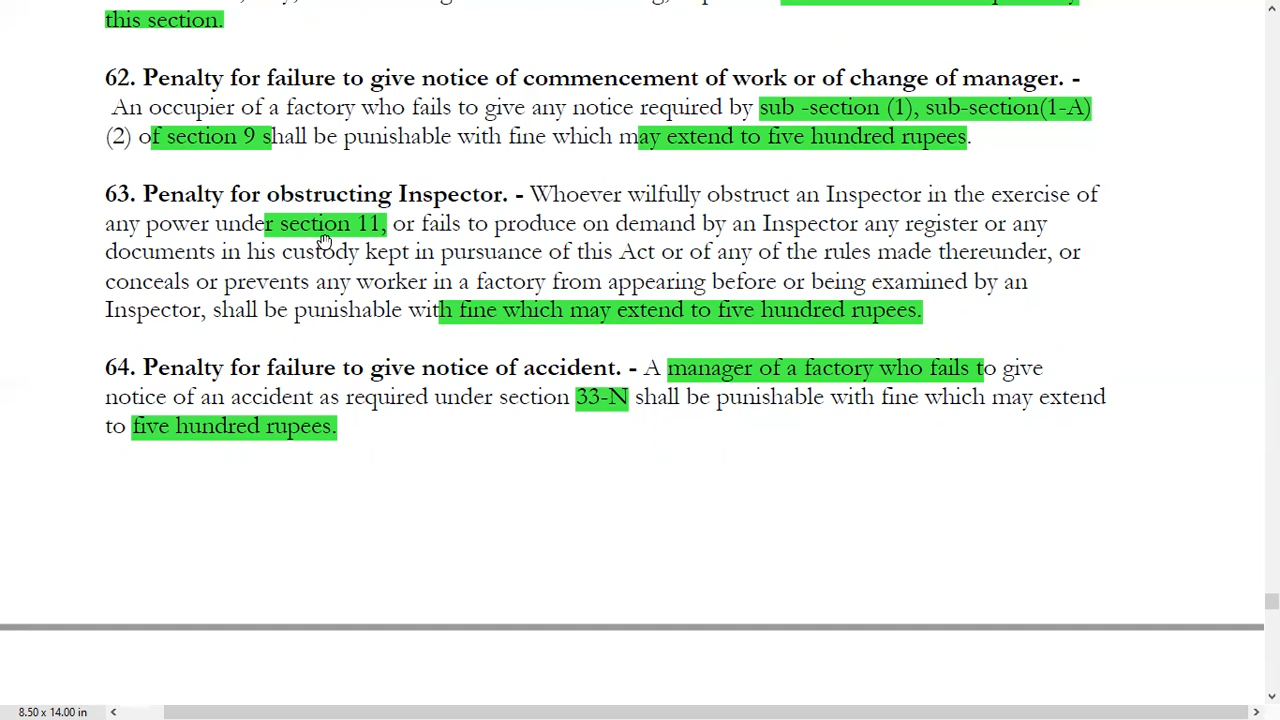 this section.
62. Penalty for failure to give notice of commencement of work or of change of manager. -
An occupier of a factory who fails to give any notice required by sub -section (1), sub-section(1-A)
(2) of section 9 shall be punishable with fine which may extend to five hundred rupees.
63. Penalty for obstructing Inspector. - Whoever wilfully obstruct an Inspector in the exercise of
any power under section 11, or fails to produce on demand by an Inspector any register or any
documents in his custody kept in pursuance of this Act or of any of the rules made thereunder, or
conceals or prevents any worker in a factory from appearing before or being examined by an
Inspector, shall be punishable with fine which may extend to five hundred rupees.
64. Penalty for failure to give notice of accident. - A manager of a factory who fails to give
notice of an accident as required under section 33-N shall be punishable with fine which may extend
to five hundred rupees.
8.50 x 14.00 in